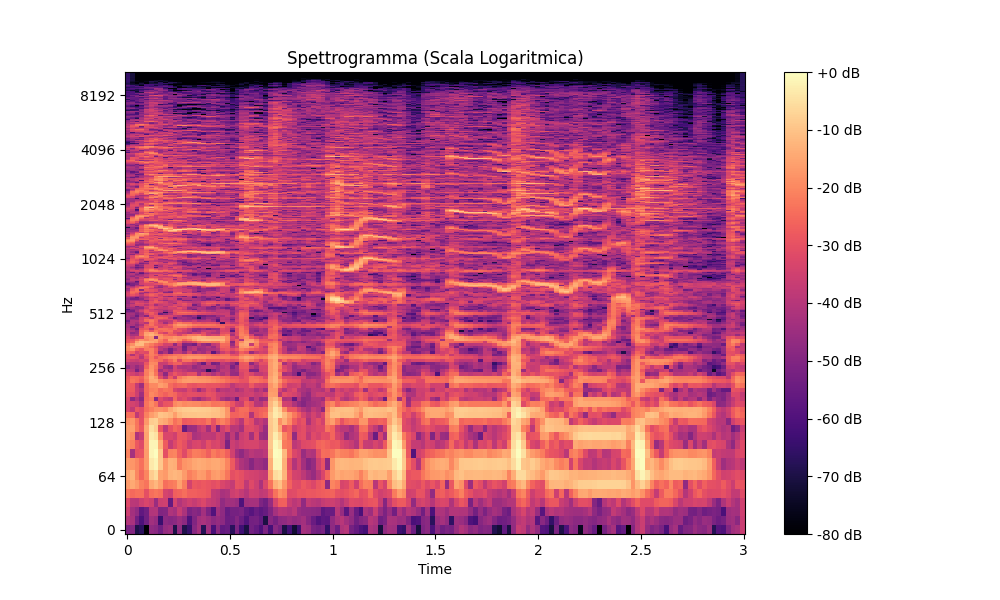 Spettrogramma (Scala Logaritmica)
8192
4096
2048
1024
512
256
128
64
0
Hz
0
0.5
1
1.5
2
2.5
3
Time
+0 dB
-10 dB
-20 dB
-30 dB
-40 dB
-50 dB
-60 dB
-70 dB
-80 dB